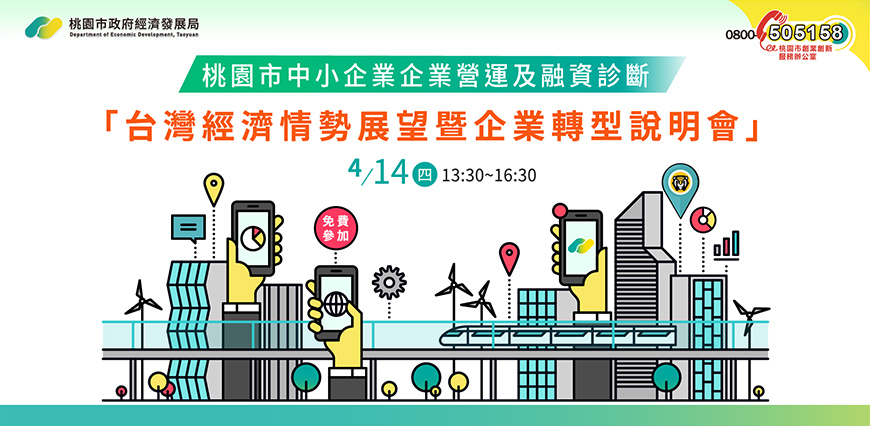 桃園市政府經濟發展局
Department of Economic Development, Taoyuan
0800-505158
桃園市創業創新
服務辦公室
桃園市中小企業企業營運及融資診斷
「台灣經濟情勢展望暨企業轉型說明會」
4/14 四 13:30~16:30
免費
參加